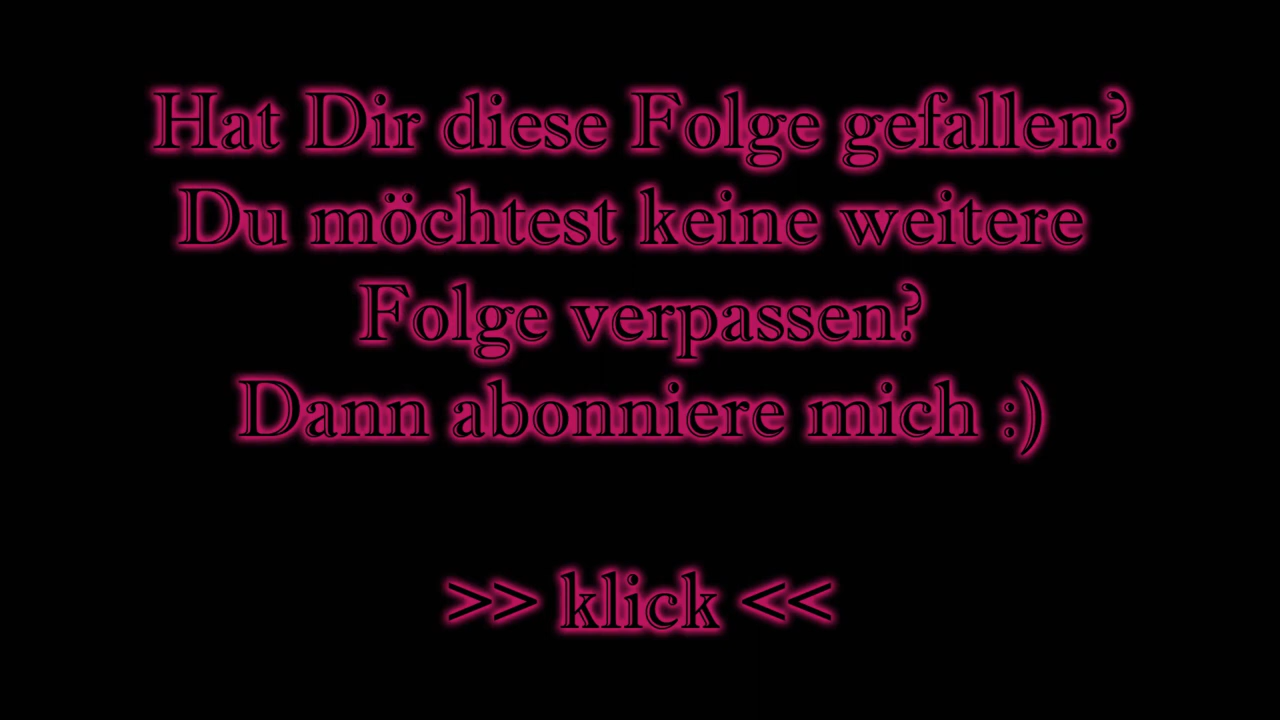 Hat Dir diese Folge gefallen?
Du möchtest keine weitere
Folge verpassen?
Dann abonniere mich :)
>> klick <<